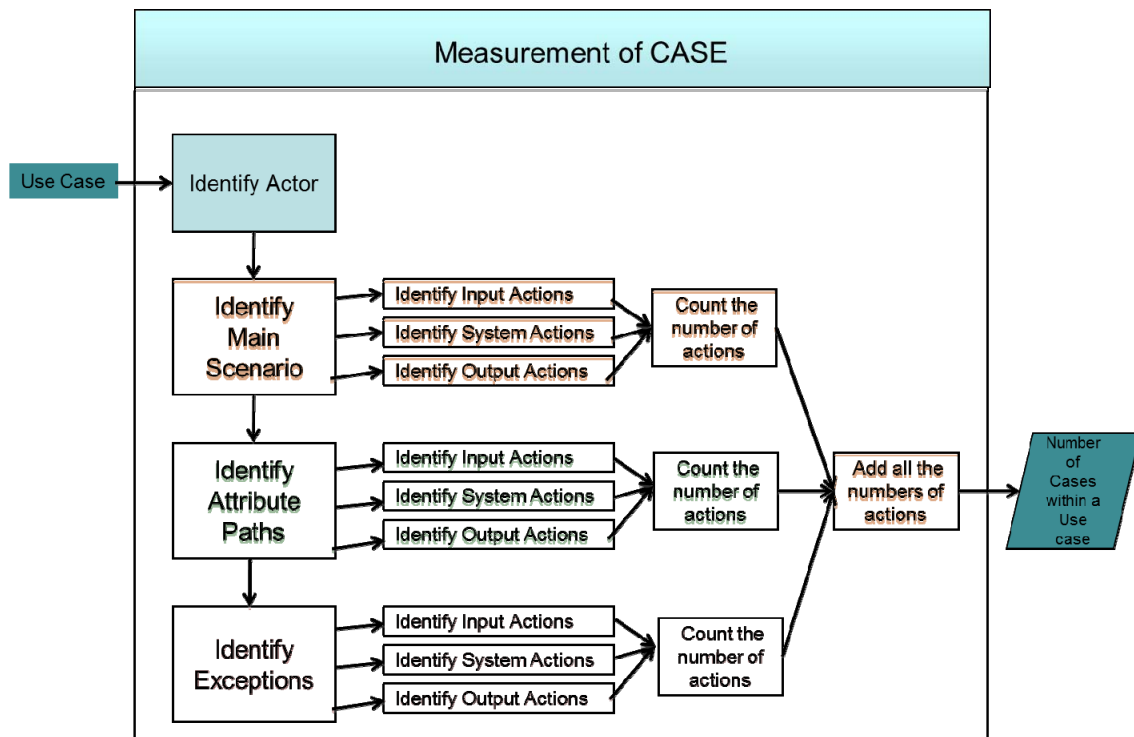 Measurement of CASE
Use Case
Identify Actor
Identify
Main
Scenario
Identify Input Actions
Identify System Actions
Identify Output Actions
Count the
number of
actions
Identify
Attribute
Paths
Identify Input Actions
Identify System Actions
Identify Output Actions
Count the
number of
actions
Add all the
numbers of
actions
Number
of
Cases
within a
Use
case
Identify
Exceptions
Identify Input Actions
Identify System Actions
Identify Output Actions
Count the
number of
actions